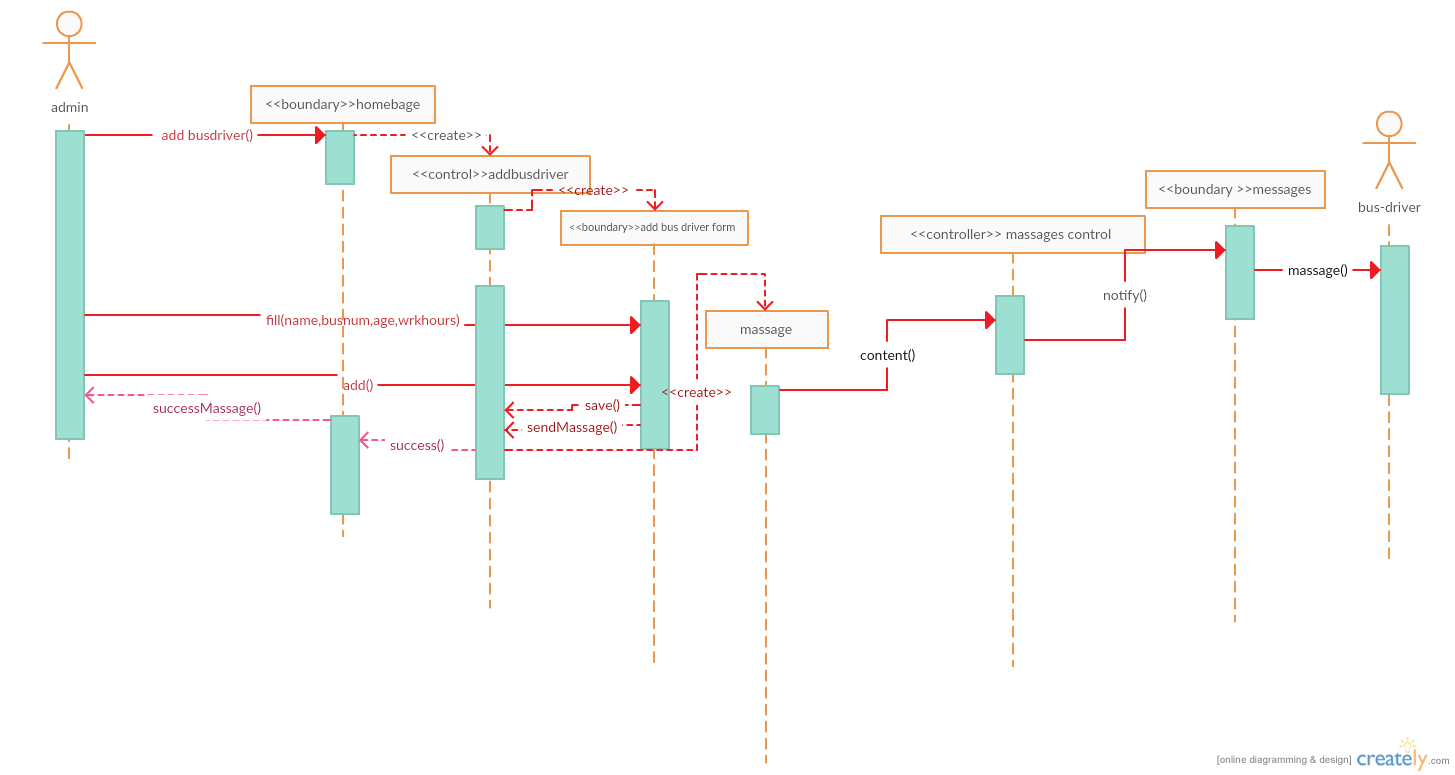 admin
<<boundary>>homebage
add busdriver()
<<create>>
<<control>>addbusdriver
<<create>>
<<boundary>>add bus driver form
<<boundary >>messages
bus-driver
<<controller>> massages control
massage()
notify()
fill(name,busnum,age,wrkhours)
massage
content()
add()
<<create>>
successMassage()
save()
sendMassage()
success()
[online diagramming & design] creately.com